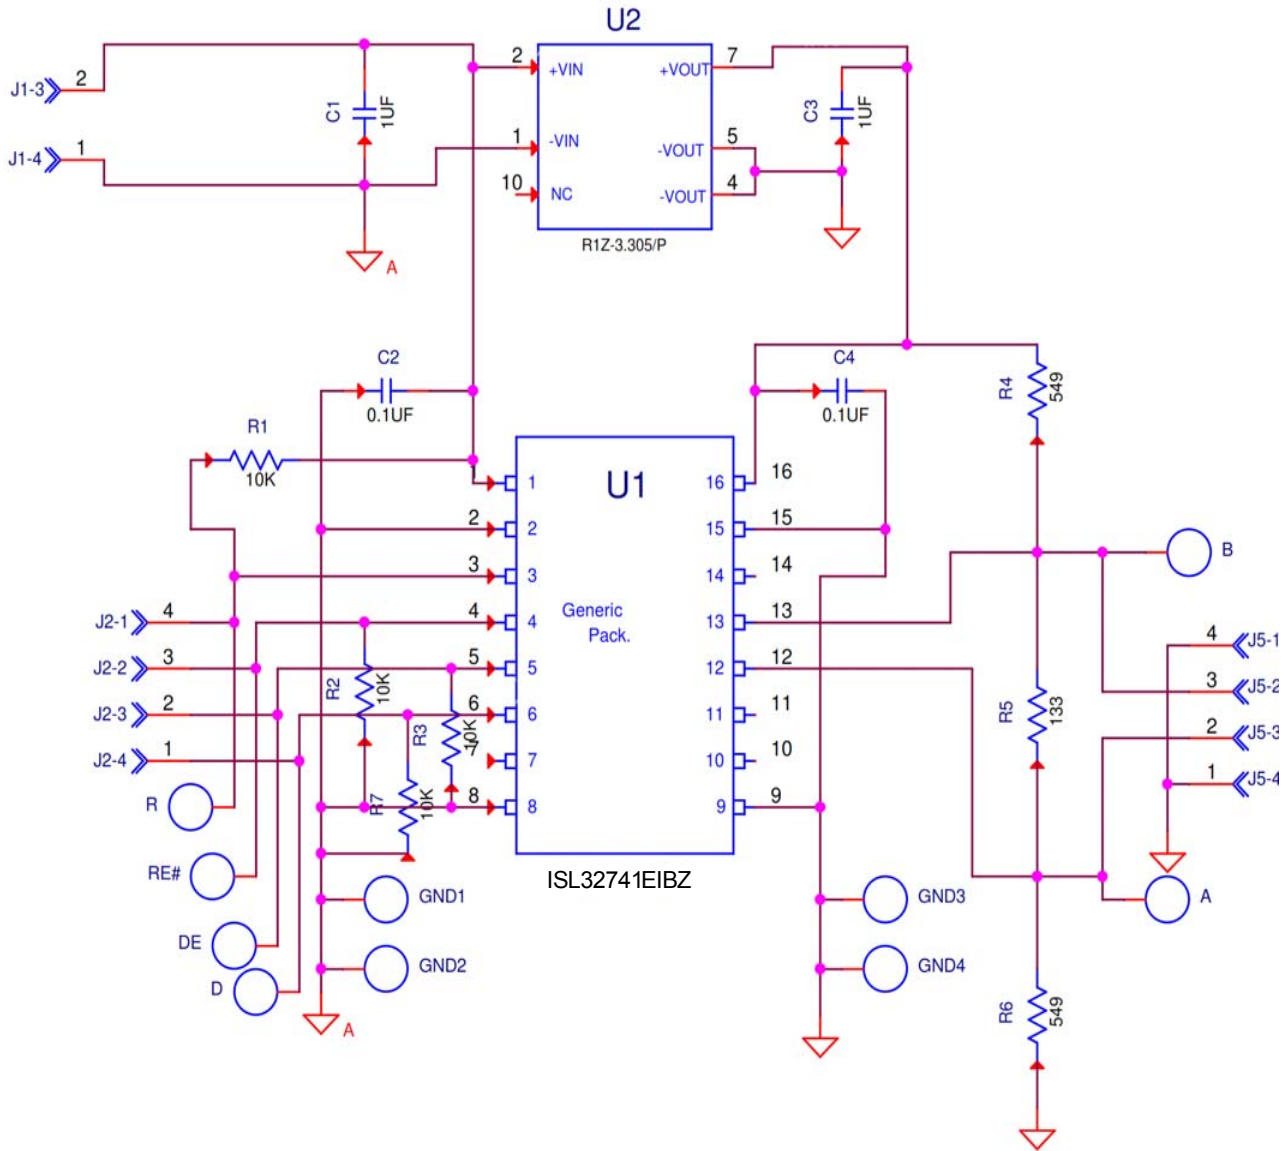 U2
J1-3
2
J1-4
1
C1
1UF
2
+VIN
1
-VIN
10
NC
+VOUT
7
-VOUT
5
-VOUT
4
R1Z-3.305/P
C3
1UF
A
C2
0.1UF
R1
10K
C4
0.1UF
R4
549
U1
Generic
Pack.
1
2
2
3
3
4
4
5
5
6
6
7
7
8
8
16
16
15
15
14
14
13
13
12
12
11
11
10
10
9
9
ISL32741EIBZ
J2-1
4
J2-2
3
J2-3
2
J2-4
1
R2
10K
R3
10K
R7
10K
R
RE#
DE
D
GND1
GND2
A
GND3
GND4
R5
133
R6
549
B
4
J5-1
3
J5-2
2
J5-3
1
J5-4
A